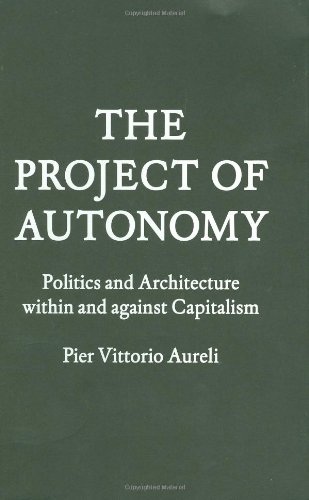 THE
PROJECT OF
AUTONOMY
Politics and Architecture
within and against Capitalism
Pier Vittorio Aureli